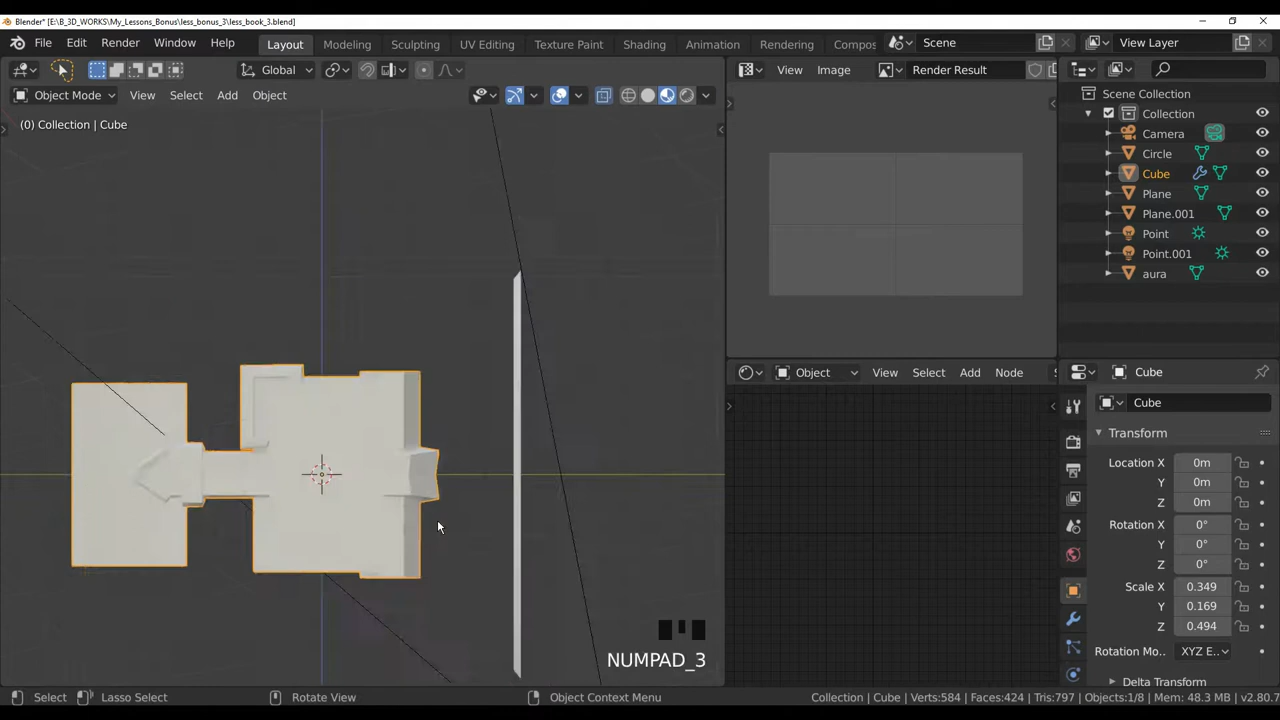 Blender* [E:\B_3D_WORKS\My_Lessons_Bonus\less_bonus_3\less_book_3.blend]
File Edit Render Window Help Layout Modeling Sculpting UV Editing Texture Paint Shading Animation Rendering Compos Scene View Layer
Global View Image Render Result
Object Mode View Select Add Object
(0) Collection | Cube
Scene Collection
Collection
Camera
Circle
Cube
Plane
Plane.001
Point
Point.001
aura
Object View Select Add Node S
Cube
Cube
Transform
Location X 0m
Y 0m
Z 0m
Rotation X 0°
Y 0°
Z 0°
Scale X 0.349
Y 0.169
Z 0.494
Rotation Mo.. XYZ E..
Delta Transform
NUMPAD_3
Select Lasso Select Rotate View Object Context Menu Collection | Cube | Verts:584 | Faces:424 | Tris:797 | Objects:1/8 | Mem: 48.3 MB | v2.80.7